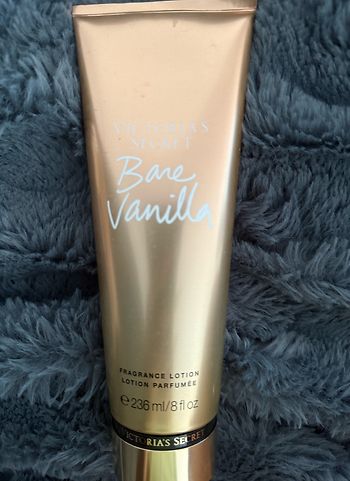 VICTORIA'S
SECRET
Bare
Vanilla
FRAGRANCE LOTION
LOTION PARFUMÉE
℮ 236 ml/8 fl oz
VICTORIA'S SECRET